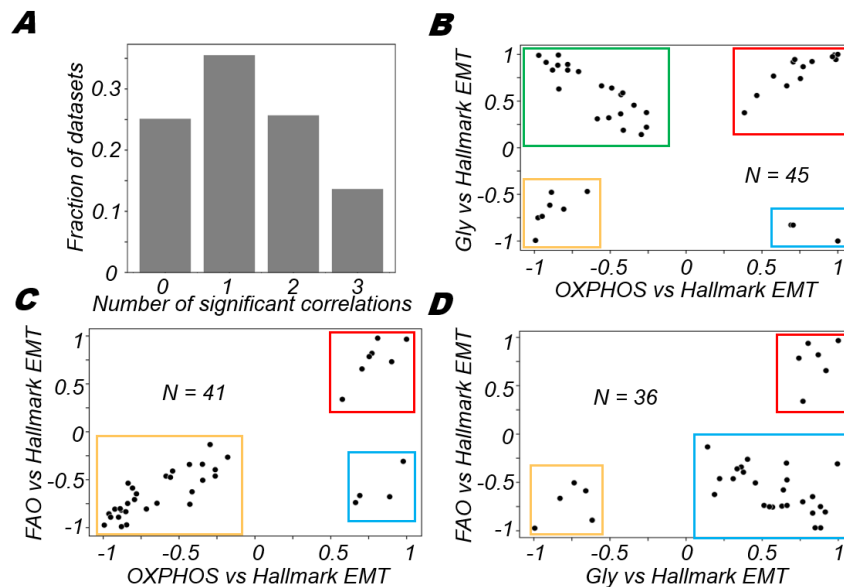 A
Fraction of datasets
0.3
0.2
0.1
0
0 1 2 3
Number of significant correlations
B
Gly vs Hallmark EMT
1
0.5
0
-0.5
-1
N = 45
-1 -0.5 0 0.5 1
OXPHOS vs Hallmark EMT
C
FAO vs Hallmark EMT
1
0.5
0
-0.5
-1
N = 41
-1 -0.5 0 0.5 1
OXPHOS vs Hallmark EMT
D
FAO vs Hallmark EMT
1
0.5
0
-0.5
-1
N = 36
-1 -0.5 0 0.5 1
Gly vs Hallmark EMT